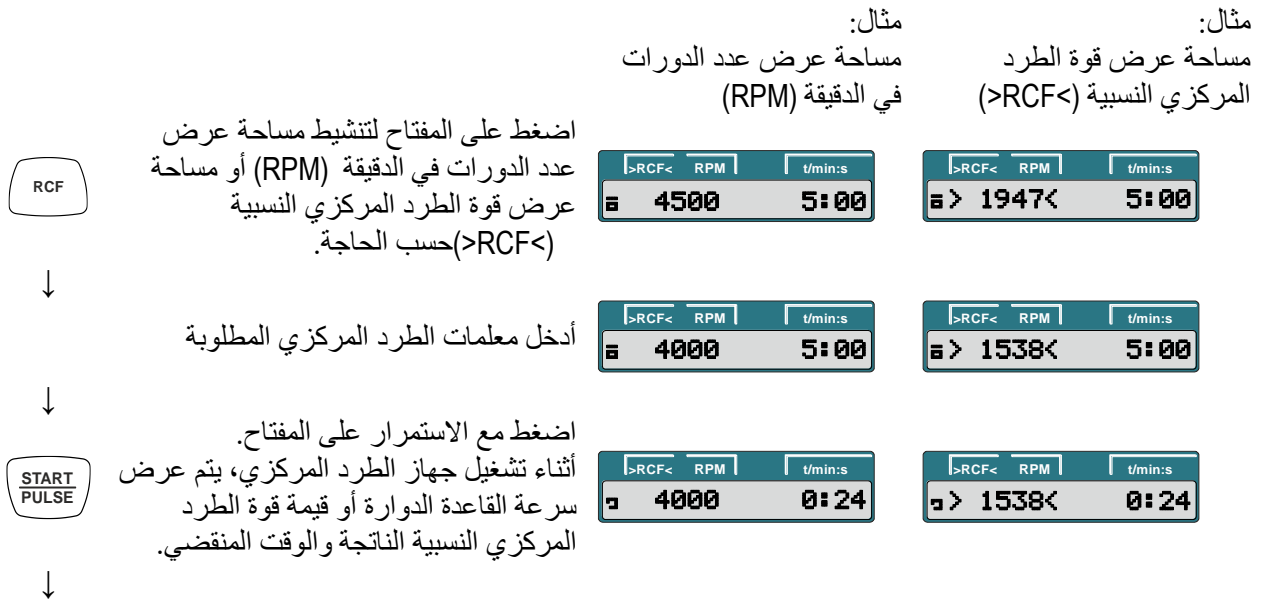 مثال:
مساحة عرض قوة الطرد
المركزي النسبية (>RCF<)
مثال:
مساحة عرض عدد الدورات
في الدقيقة (RPM)
RCF
اضغط على المفتاح لتنشيط مساحة عرض
عدد الدورات في الدقيقة (RPM) أو مساحة
عرض قوة الطرد المركزي النسبية
(>RCF<)حسب الحاجة.
>RCF< RPM t/min:s
4500 5:00
>RCF< RPM t/min:s
> 1947< 5:00
↓
أدخل معلمات الطرد المركزي المطلوبة
>RCF< RPM t/min:s
4000 5:00
>RCF< RPM t/min:s
> 1538< 5:00
↓
START
PULSE
اضغط مع الاستمرار على المفتاح.
أثناء تشغيل جهاز الطرد المركزي، يتم عرض
سرعة القاعدة الدوارة أو قيمة قوة الطرد
المركزي النسبية الناتجة والوقت المنقضي.
>RCF< RPM t/min:s
4000 0:24
>RCF< RPM t/min:s
> 1538< 0:24
↓